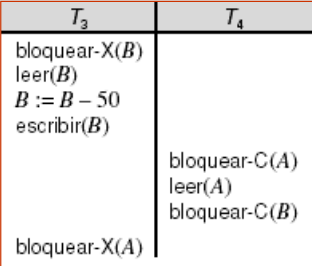 T₃ T₄
bloquear-X(B)
leer(B)
B := B – 50
escribir(B)
bloquear-C(A)
leer(A)
bloquear-C(B)
bloquear-X(A)